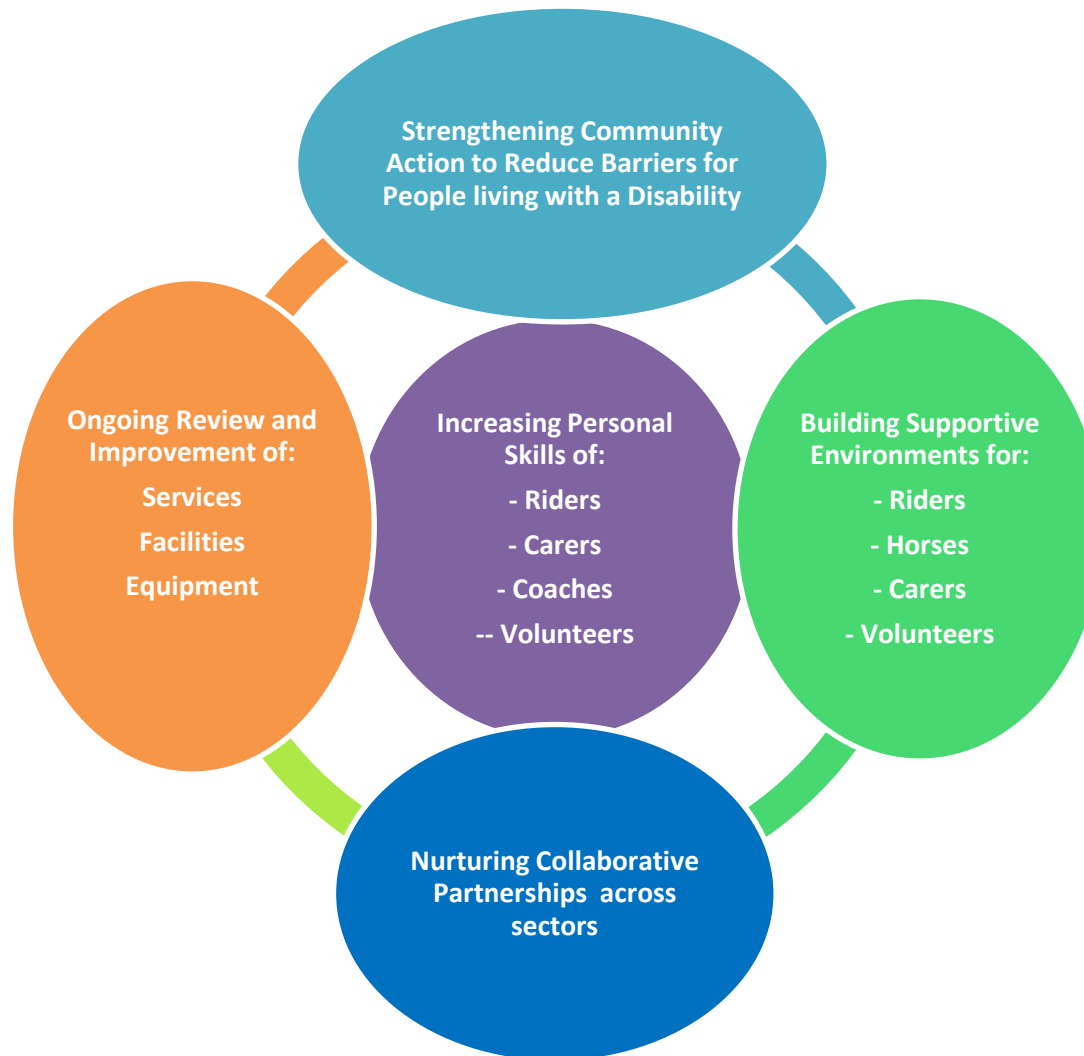 Strengthening Community
Action to Reduce Barriers for
People living with a Disability
Ongoing Review and
Improvement of:
Services
Facilities
Equipment
Increasing Personal
Skills of:
- Riders
- Carers
- Coaches
-- Volunteers
Building Supportive
Environments for:
- Riders
- Horses
- Carers
- Volunteers
Nurturing Collaborative
Partnerships  across
sectors